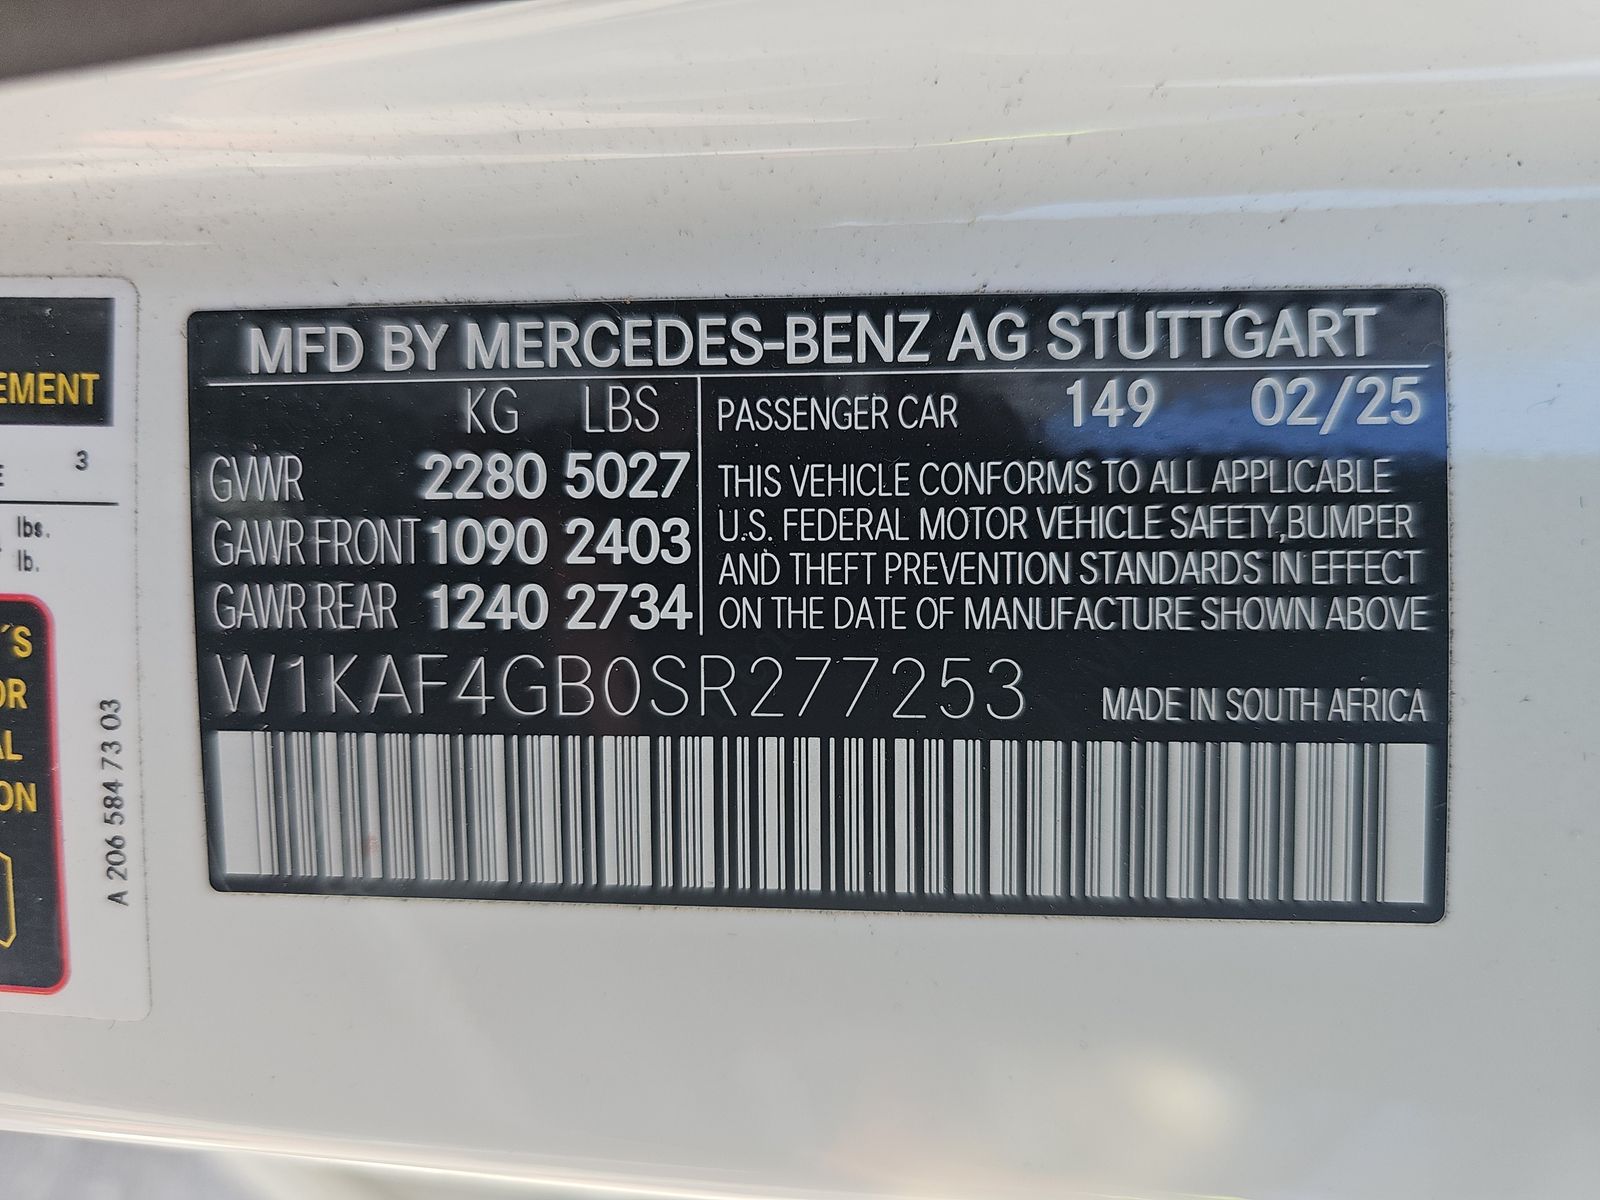 EMENT
E 3
lbs.
lb.
´S
OR
AL
ON
A 206 584 73 03
MFD BY MERCEDES-BENZ AG STUTTGART
KG LBS
GVWR 2280 5027
GAWR FRONT 1090 2403
GAWR REAR 1240 2734
PASSENGER CAR 149 02/25
THIS VEHICLE CONFORMS TO ALL APPLICABLE
U.S. FEDERAL MOTOR VEHICLE SAFETY,BUMPER
AND THEFT PREVENTION STANDARDS IN EFFECT
ON THE DATE OF MANUFACTURE SHOWN ABOVE
W1KAF4GB0SR277253
MADE IN SOUTH AFRICA